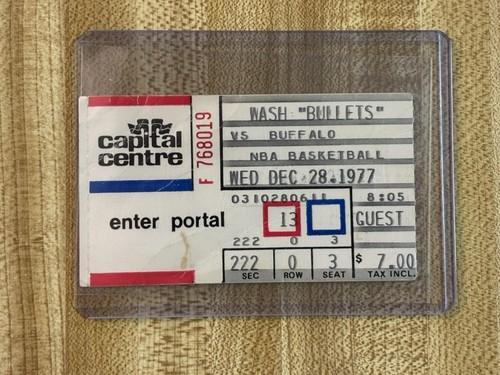 capital
centre
F 768019
enter portal
WASH "BULLETS"
VS BUFFALO
NBA BASKETBALL
WED DEC 28.1977
8:05
13
GUEST
222 0 3
222 0 3 $ 7.00
SEC ROW SEAT TAX INCL.